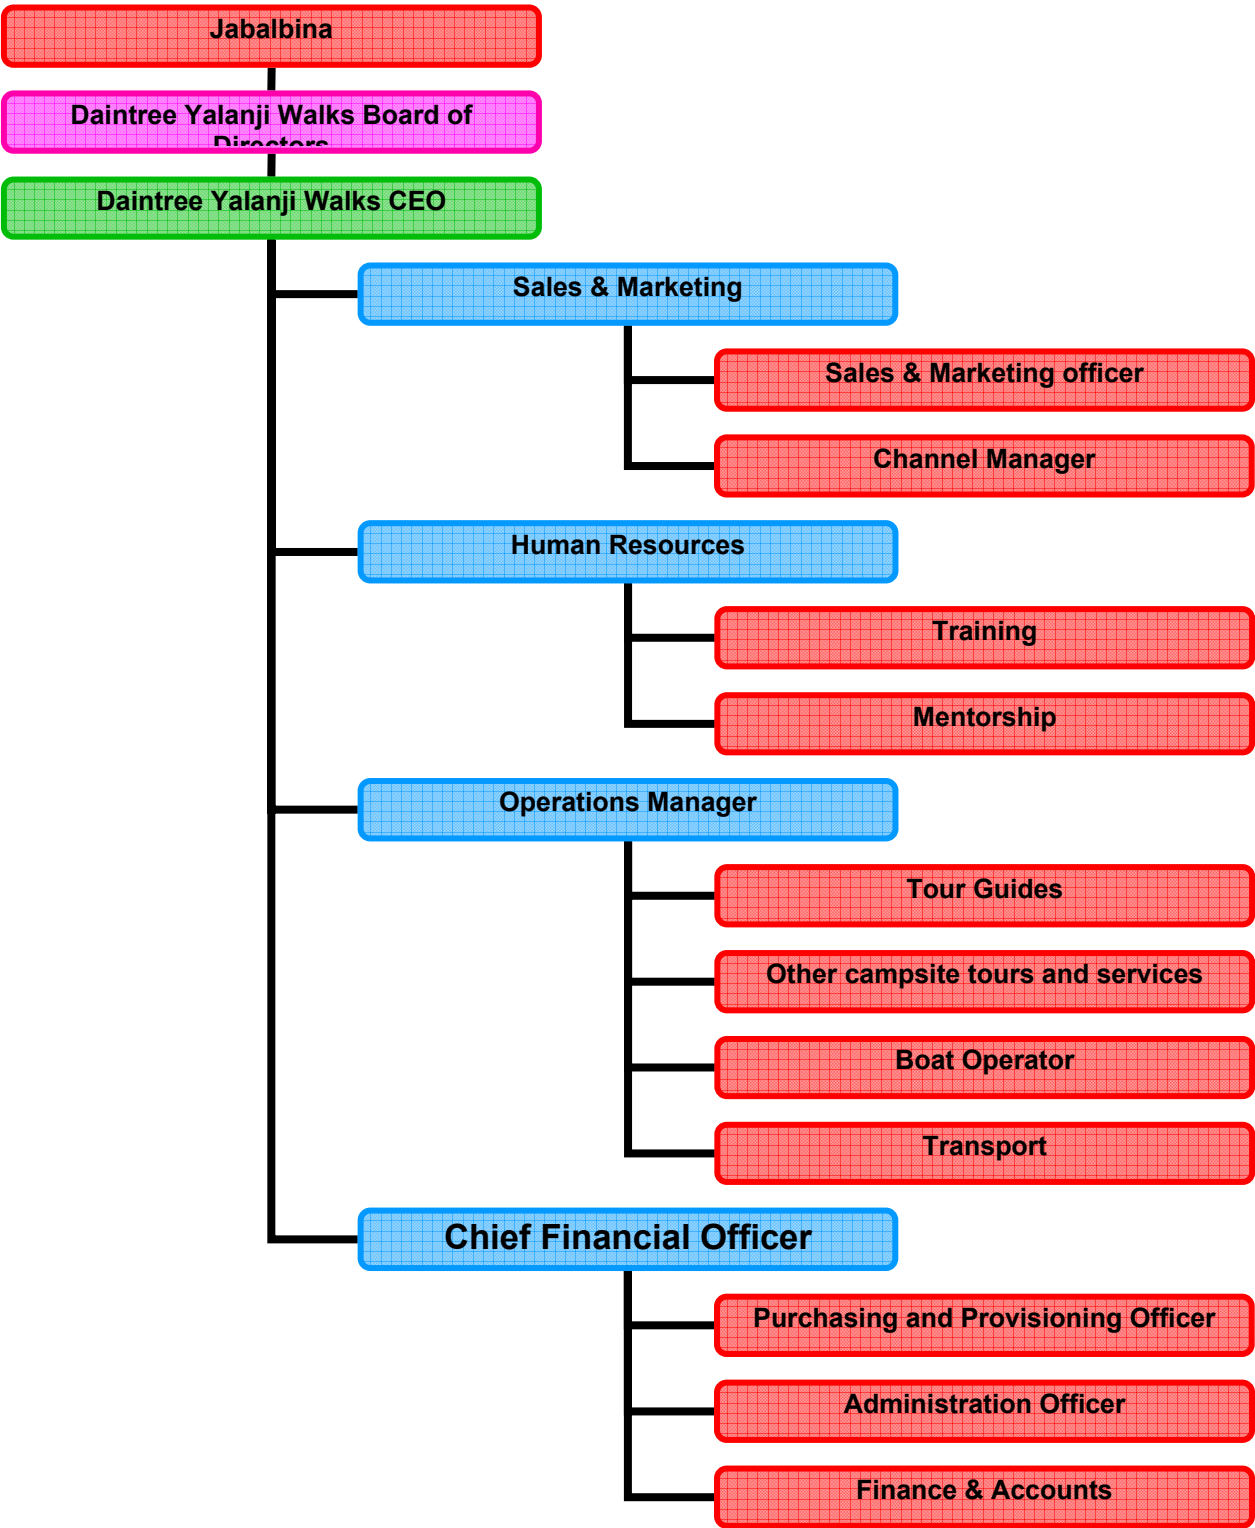 Jabalbina
Daintree Yalanji Walks Board of
Directors
Daintree Yalanji Walks CEO
Sales & Marketing
Sales & Marketing officer
Channel Manager
Human Resources
Training
Mentorship
Operations Manager
Tour Guides
Other campsite tours and services
Boat Operator
Transport
Chief Financial Officer
Purchasing and Provisioning Officer
Administration Officer
Finance & Accounts